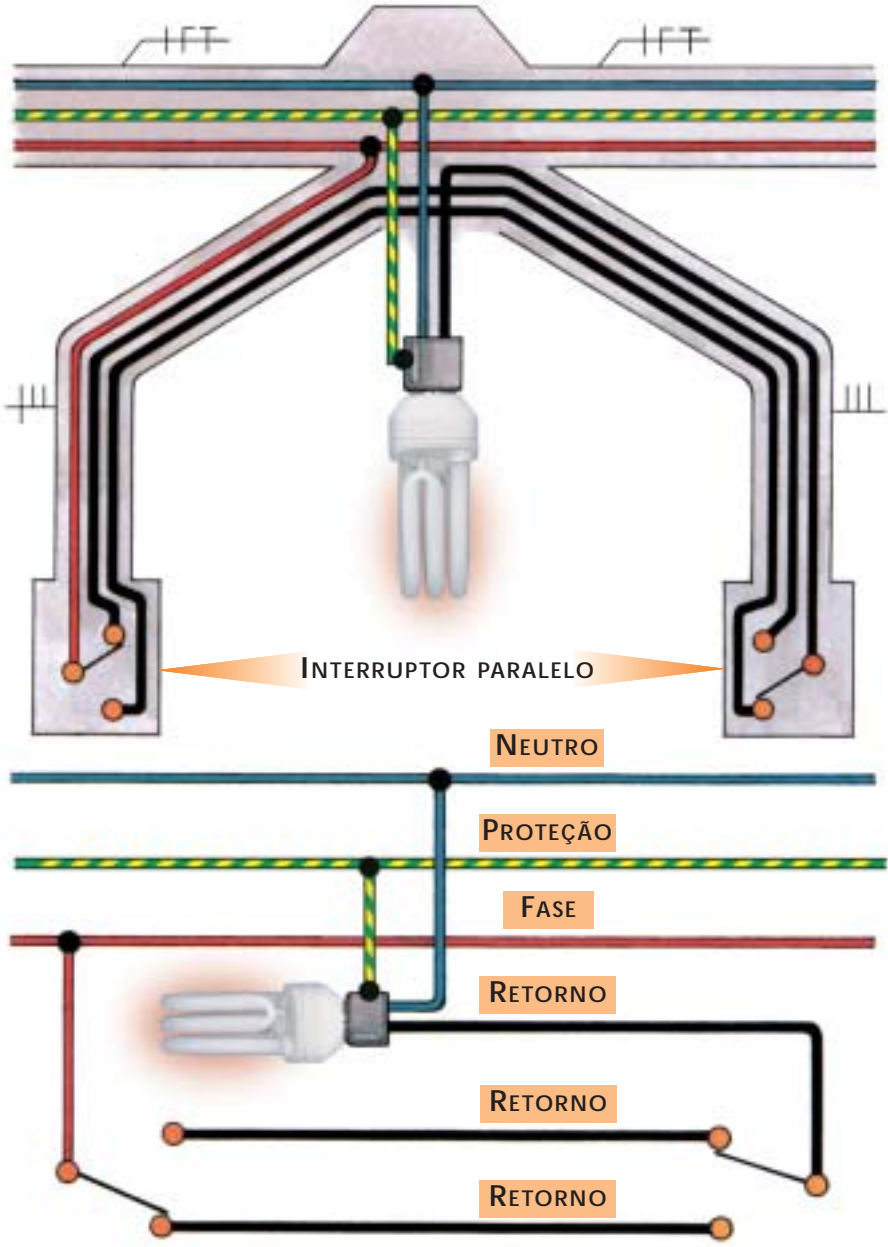 INTERRUPTOR PARALELO
NEUTRO
PROTEÇÃO
FASE
RETORNO
RETORNO
RETORNO